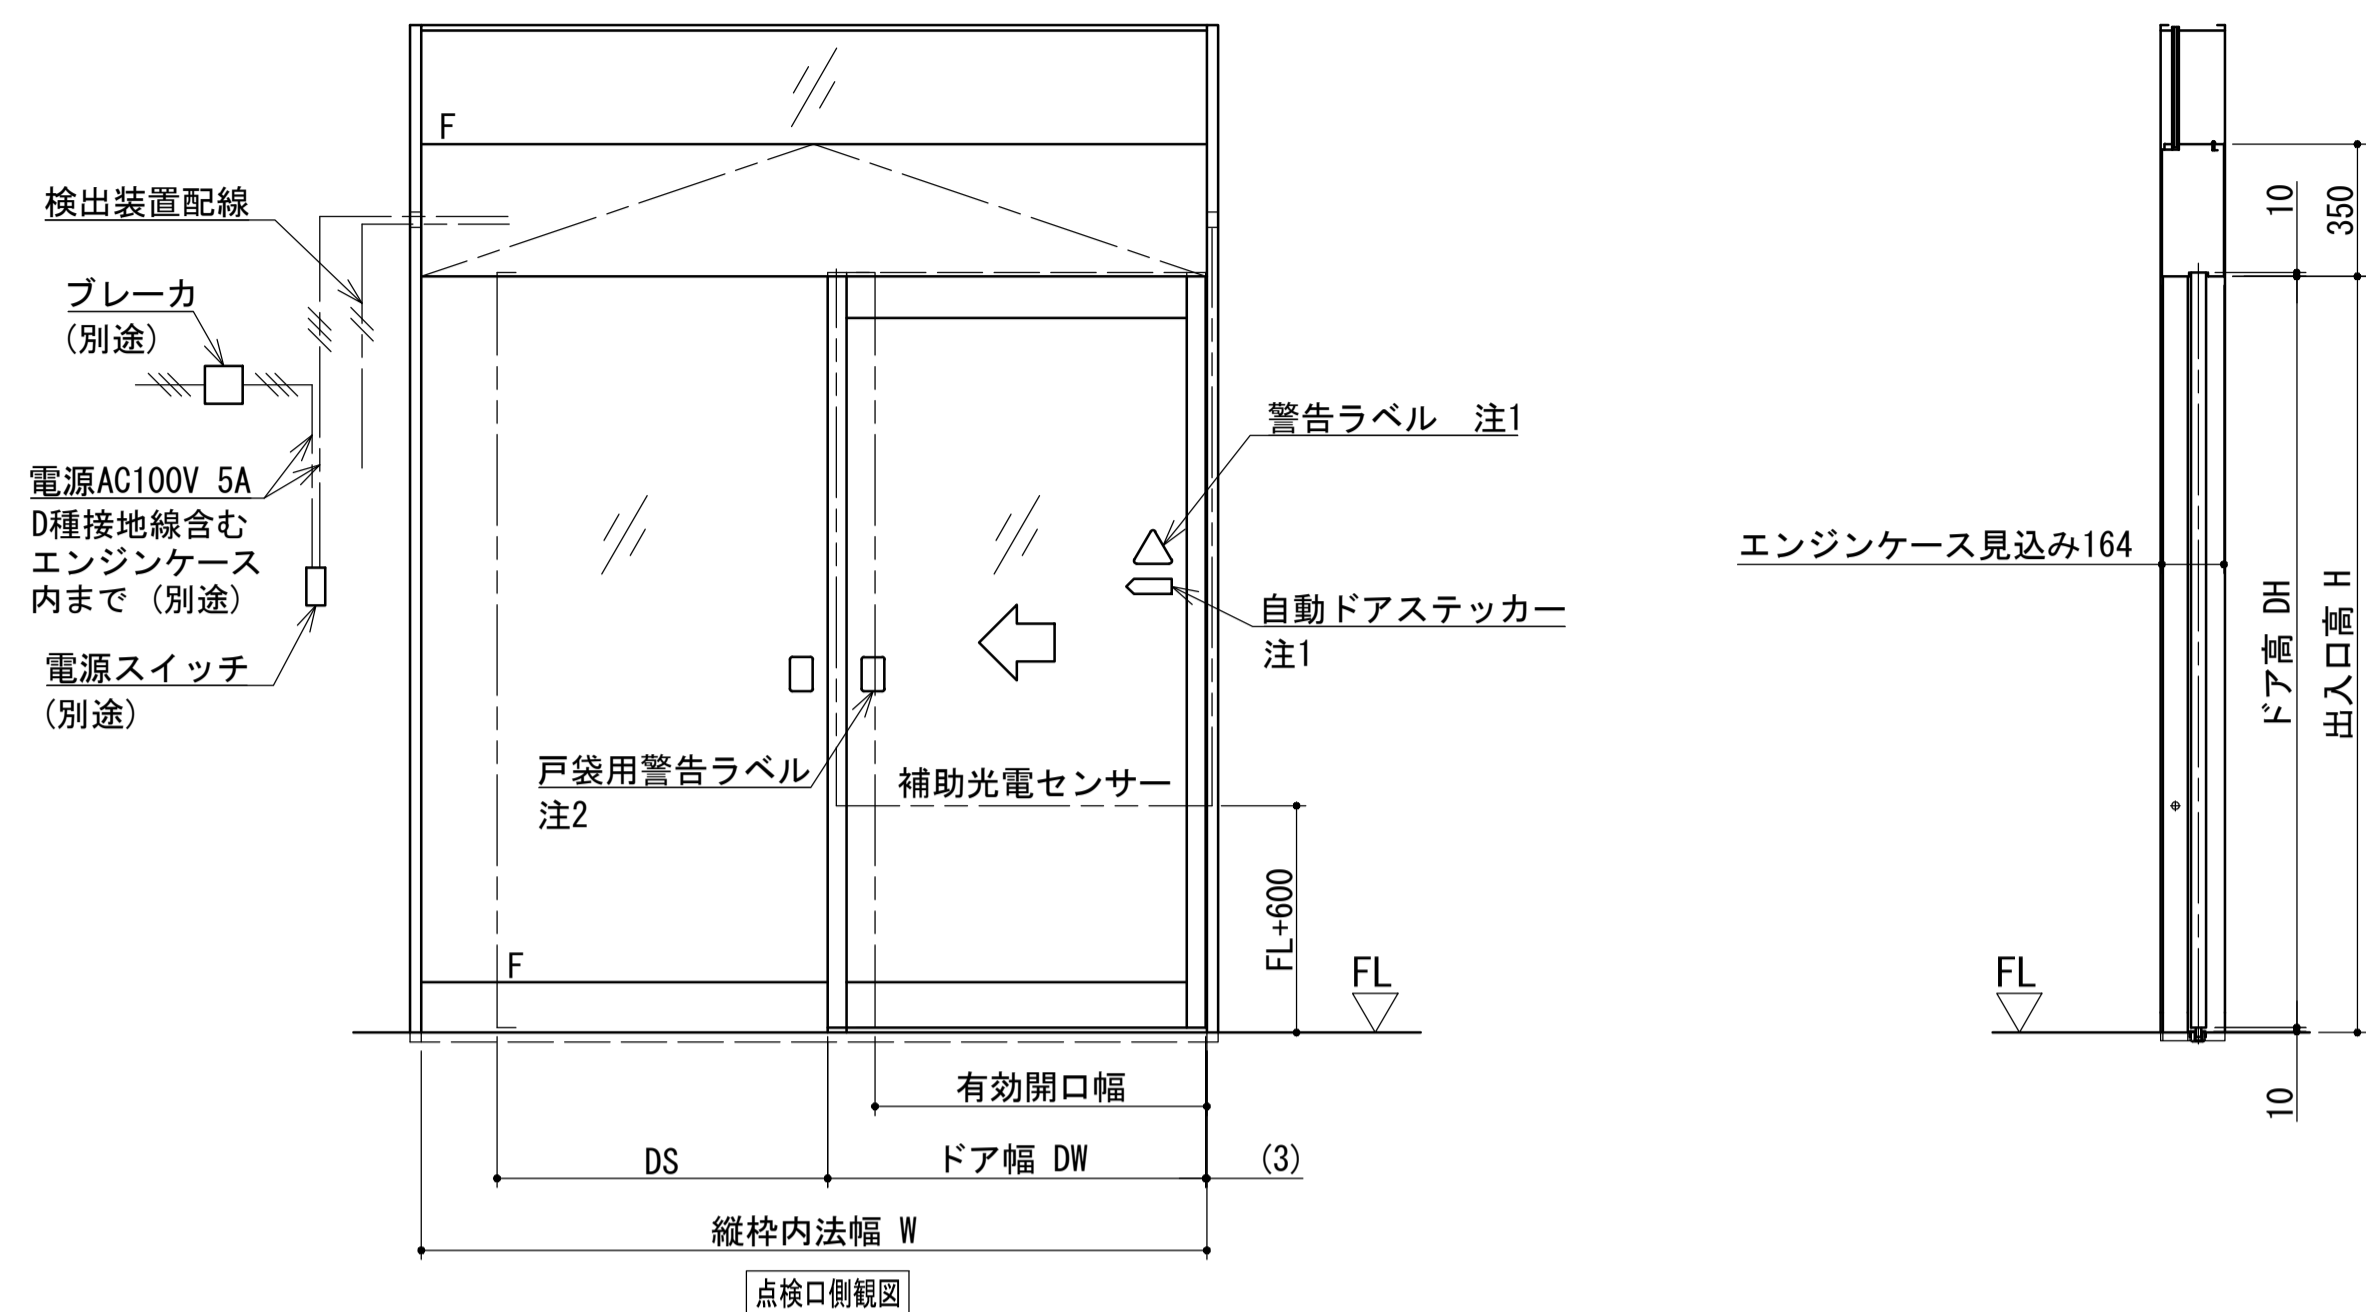 F
検出装置配線
ブレーカ
(別途)
電源AC100V 5A
D種接地線含む
エンジンケース
内まで (別途)
電源スイッチ
(別途)
警告ラベル 注1
自動ドアステッカー
注1
戸袋用警告ラベル
注2
補助光電センサー
F
FL+600
FL
有効開口幅
DS
ドア幅 DW
(3)
縦枠内法幅 W
点検口側観図
エンジンケース見込み164
10
350
ドア高 DH
出入口高 H
FL
10